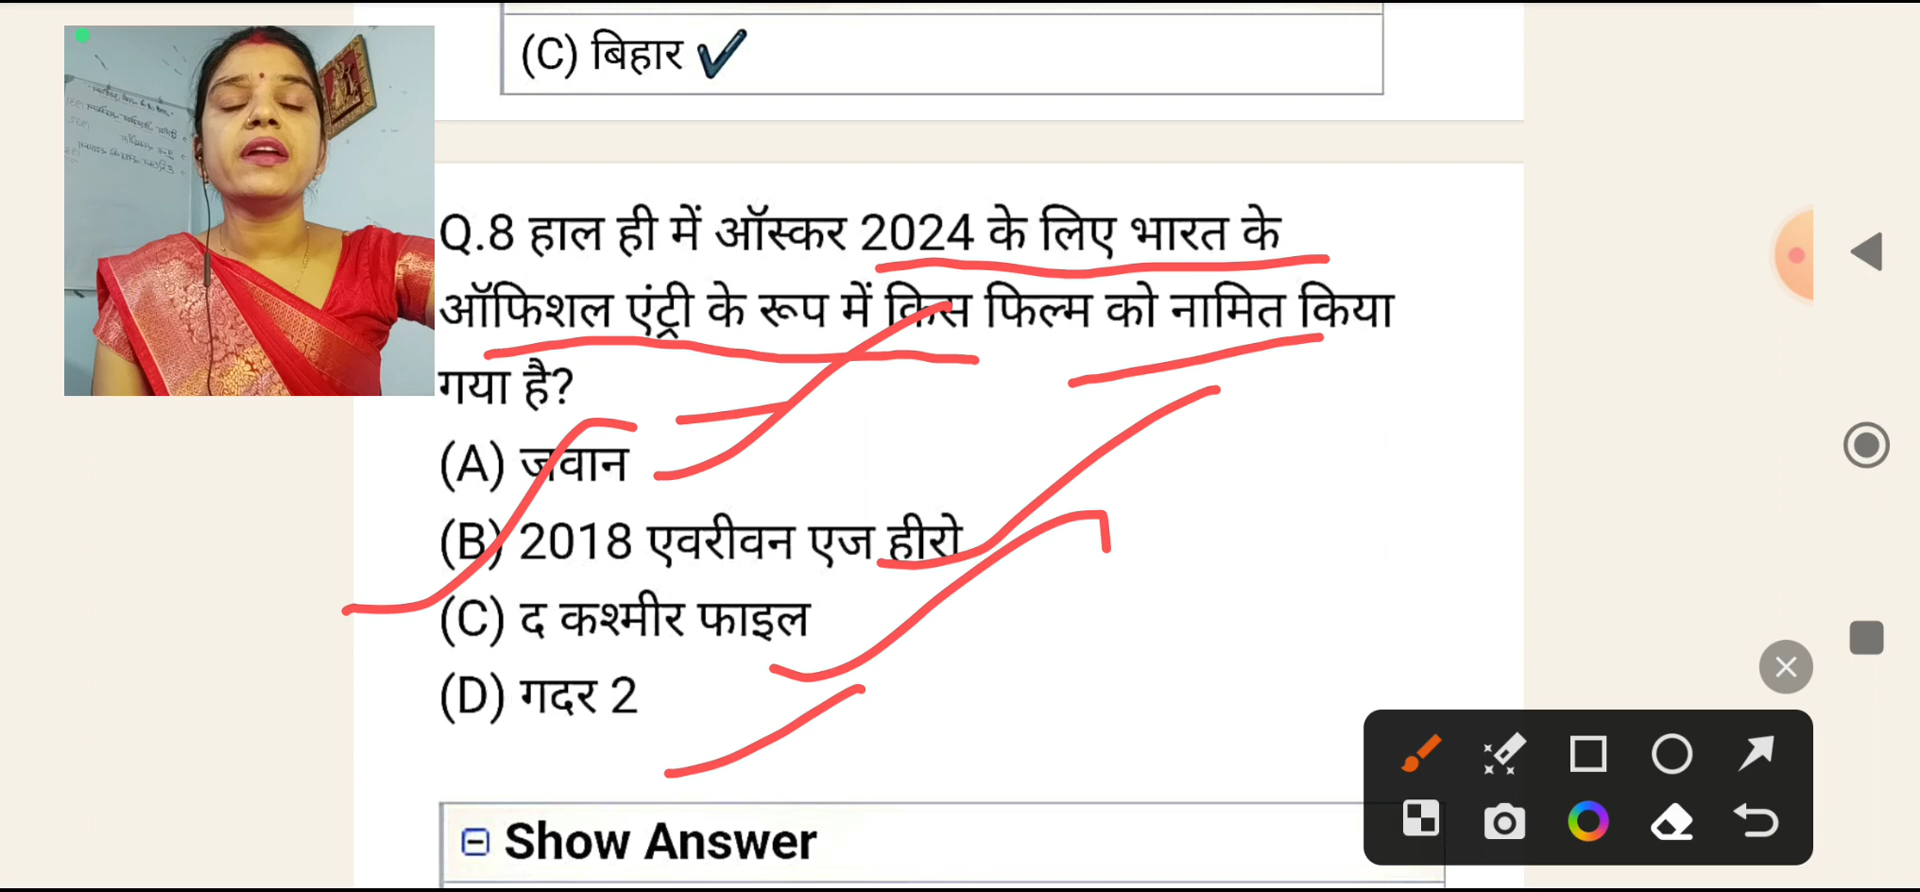 (C) बिहार ✔
Q.8 हाल ही में ऑस्कर 2024 के लिए भारत के
ऑफिशल एंट्री के रूप में किस फिल्म को नामित किया
गया है?
(A) जवान
(B) 2018 एवरीवन एज हीरो
(C) द कश्मीर फाइल
(D) गदर 2
Show Answer